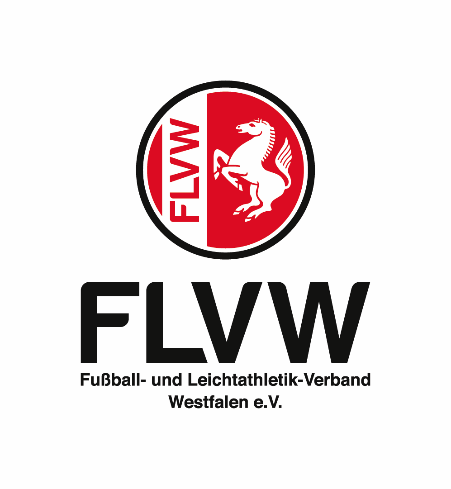 FLVW
FLVW
Fußball- und Leichtathletik-Verband
Westfalen e.V.